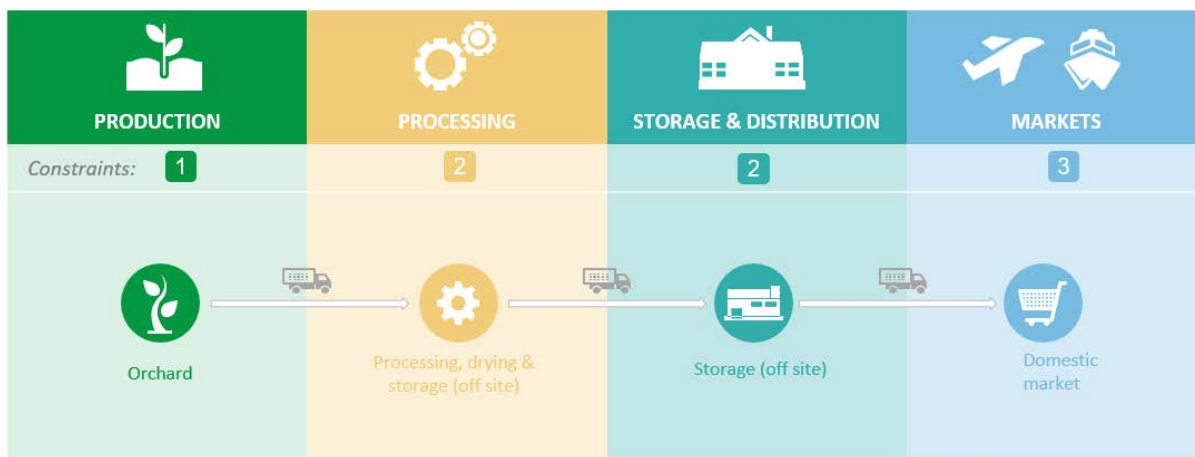 PRODUCTION
PROCESSING
STORAGE & DISTRIBUTION
MARKETS
Constraints:
1
2
2
3
Orchard
Processing, drying &
storage (off site)
Storage (off site)
Domestic
market